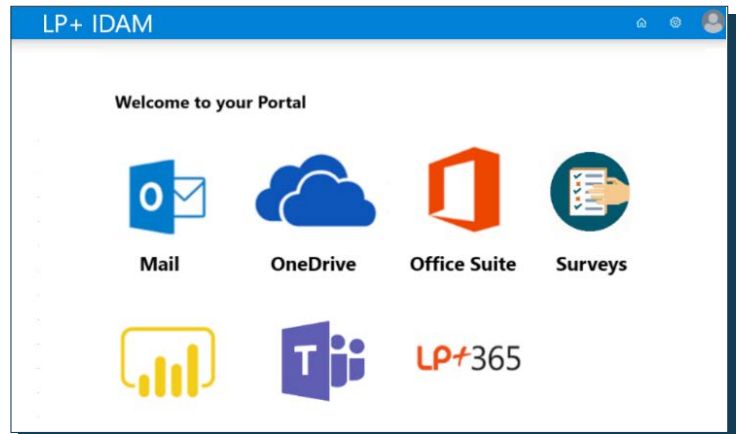 LP+ IDAM
Welcome to your Portal
O
Mail
OneDrive
Office Suite
Surveys
T
LP+365